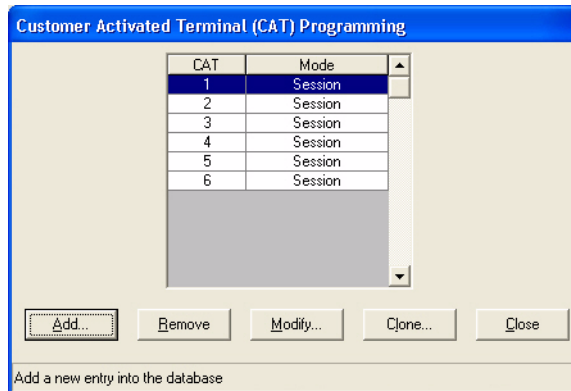 Customer Activated Terminal (CAT) Programming
CAT Mode
1 Session
2 Session
3 Session
4 Session
5 Session
6 Session
Add... Remove Modify... Clone... Close
Add a new entry into the database